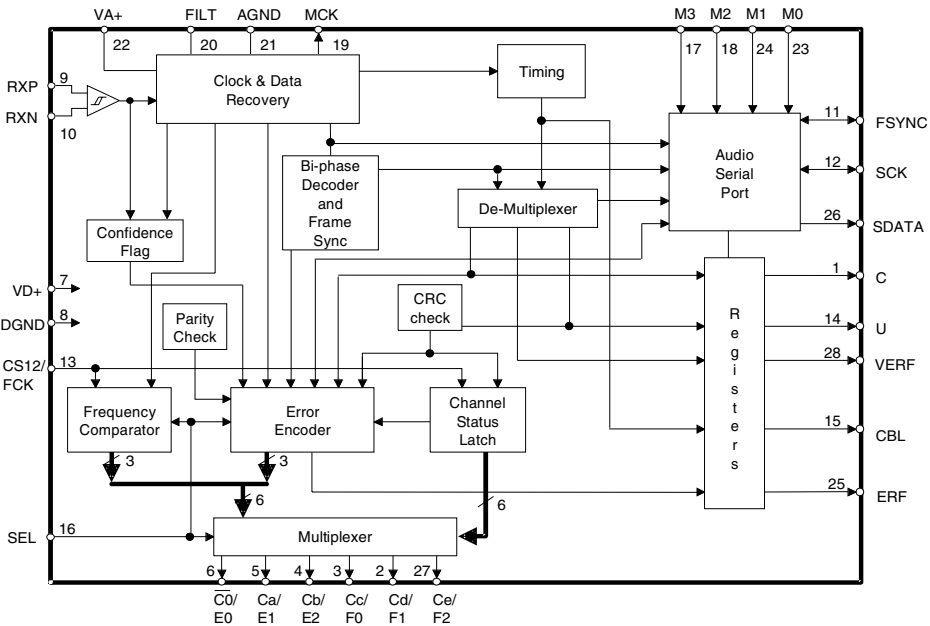 VA+ FILT AGND MCK M3 M2 M1 M0
22 20 21 19 17 18 24 23
RXP 9
RXN 10
Clock & Data
Recovery
Timing
Audio
Serial
Port
11 FSYNC
12 SCK
26 SDATA
Bi-phase
Decoder
and
Frame
Sync
De-Multiplexer
Confidence
Flag
VD+ 7
DGND 8
CS12/
FCK
13
Parity
Check
CRC
check
Registers
1 C
14 U
28 VERF
15 CBL
25 ERF
Frequency
Comparator
Error
Encoder
Channel
Status
Latch
3 3
6 6
SEL 16
Multiplexer
6 5 4 3 2 27
C0/ Ca/ Cb/ Cc/ Cd/ Ce/
E0 E1 E2 F0 F1 F2